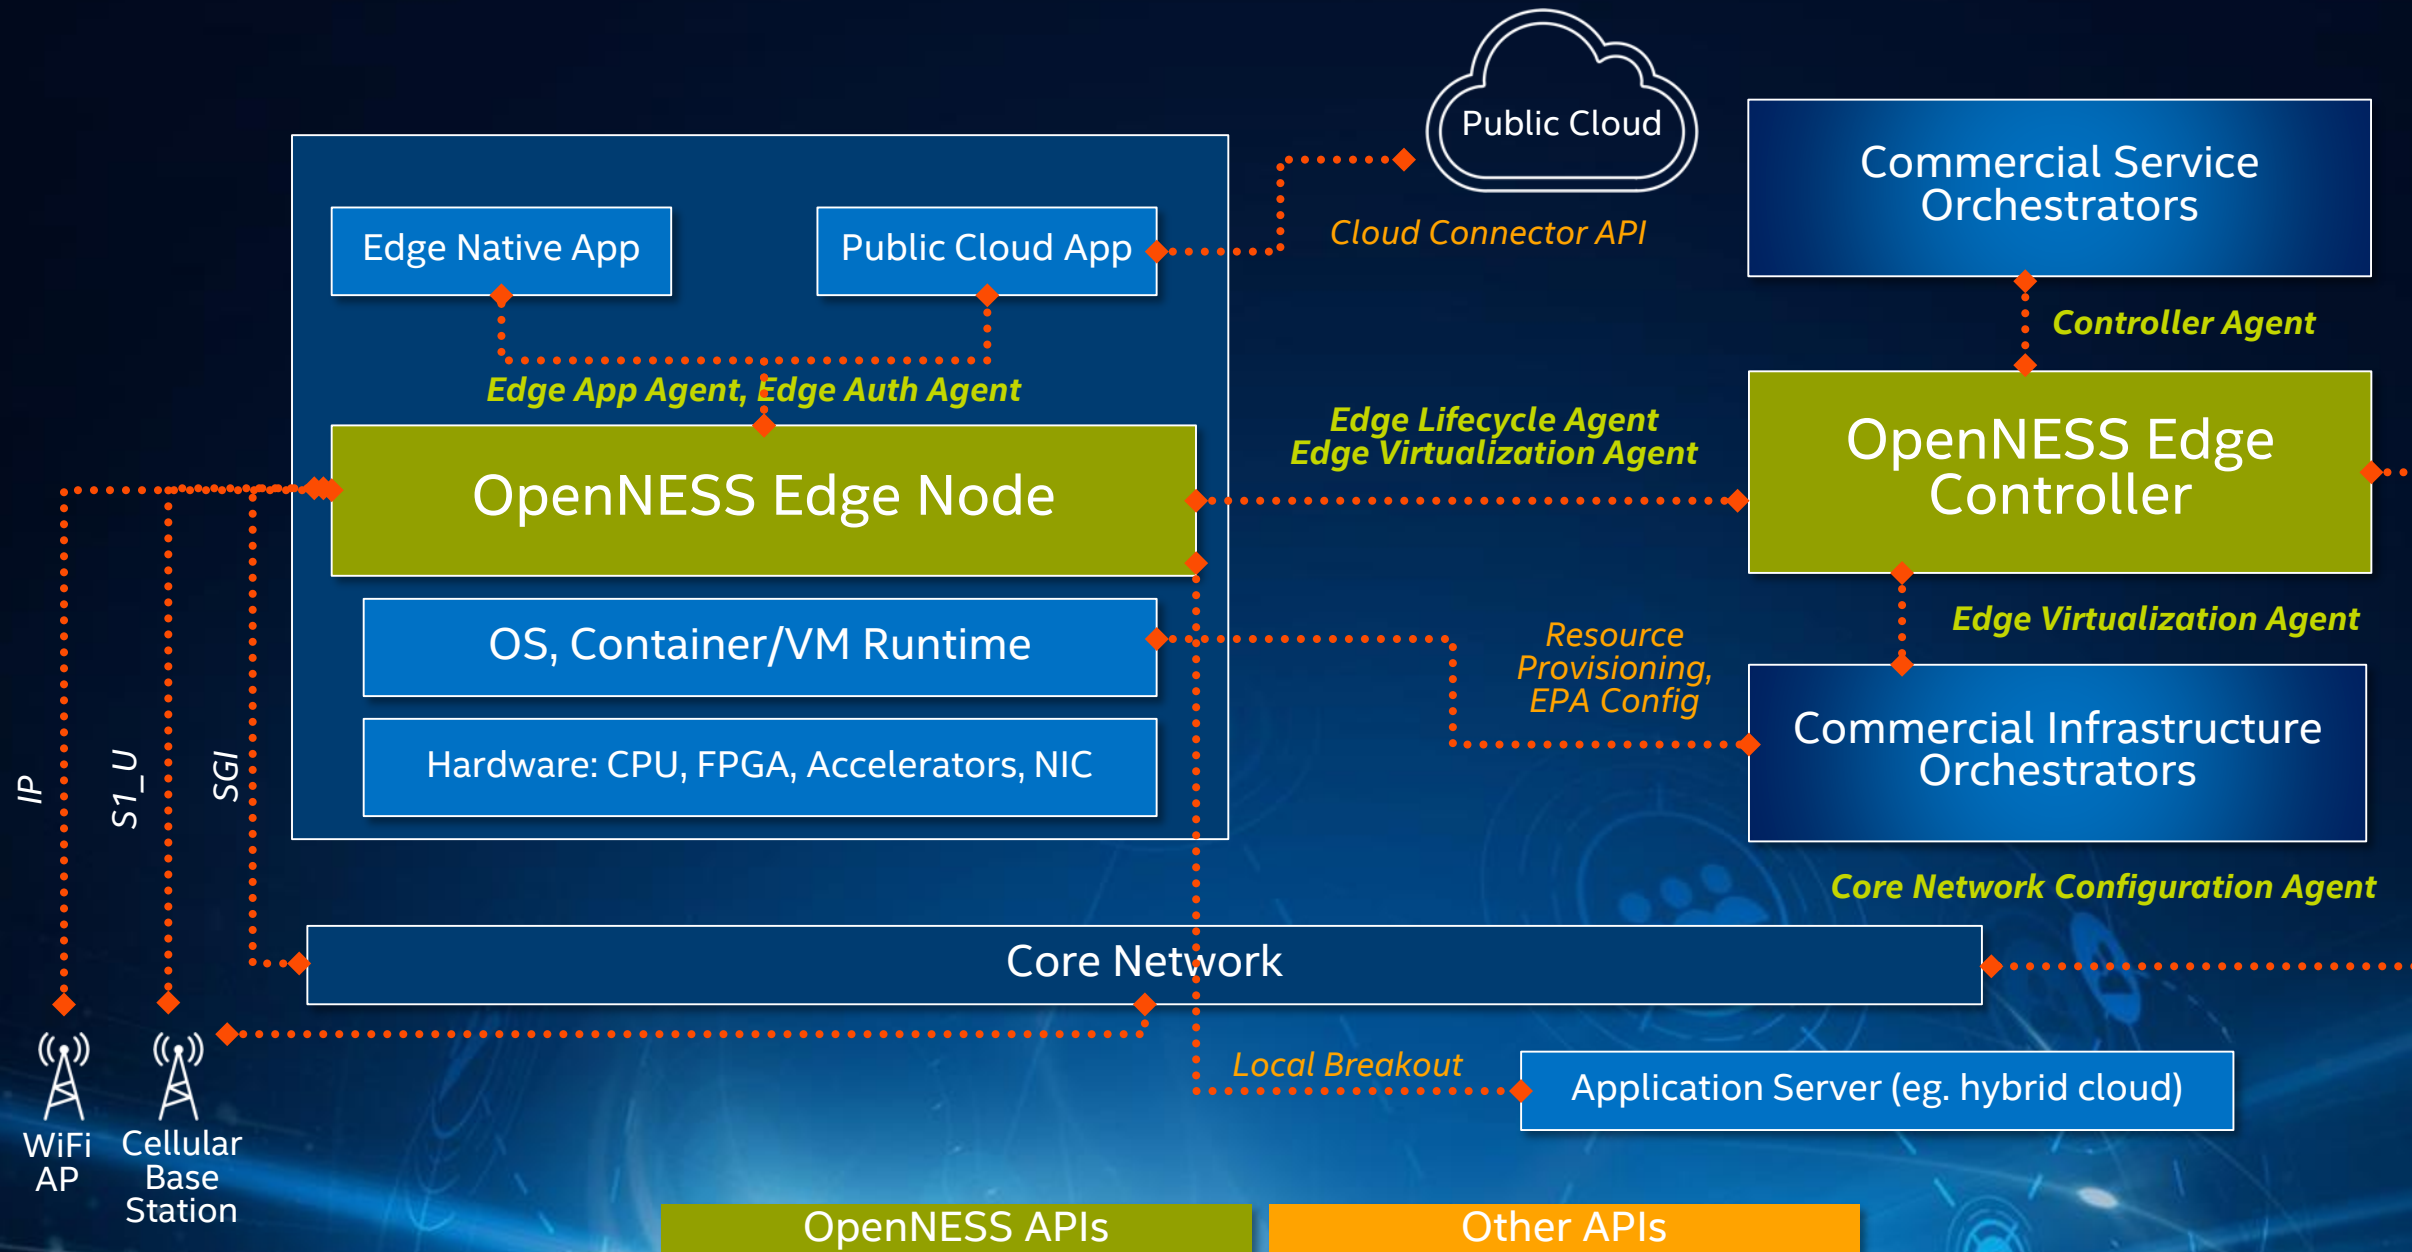 Public Cloud
Commercial Service
Orchestrators
Edge Native App
Public Cloud App
Cloud Connector API
Controller Agent
Edge App Agent, Edge Auth Agent
Edge Lifecycle Agent
Edge Virtualization Agent
OpenNESS Edge
Controller
OpenNESS Edge Node
Edge Virtualization Agent
OS, Container/VM Runtime
Resource
Provisioning,
EPA Config
Commercial Infrastructure
Orchestrators
Hardware: CPU, FPGA, Accelerators, NIC
IP
S1_U
SGI
Core Network Configuration Agent
Core Network
Local Breakout
Application Server (eg. hybrid cloud)
WiFi
AP
Cellular
Base
Station
OpenNESS APIs
Other APIs